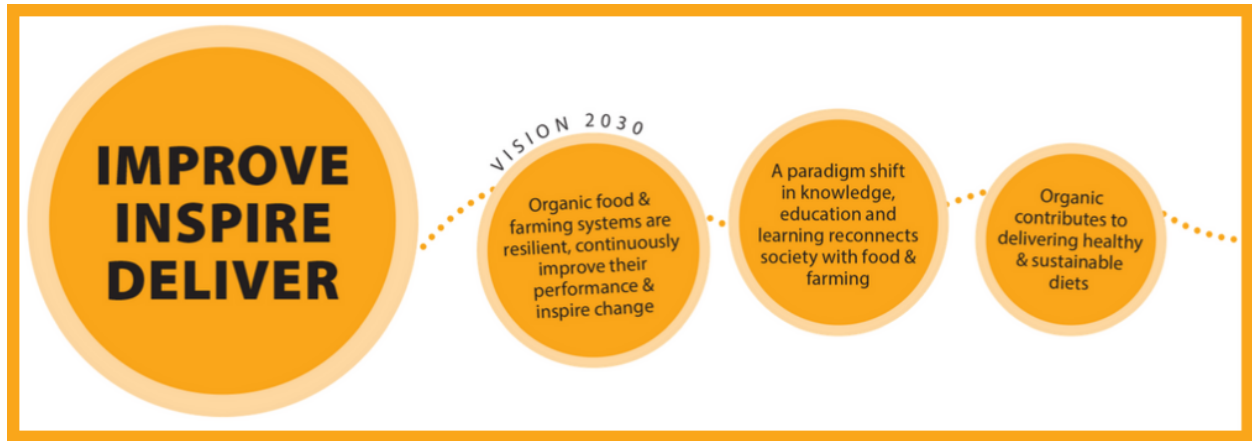 IMPROVE
INSPIRE
DELIVER
VISION 2030
Organic food &
farming systems are
resilient, continuously
improve their
performance &
inspire change
A paradigm shift
in knowledge,
education and
learning reconnects
society with food &
farming
Organic
contributes to
delivering healthy
& sustainable
diets